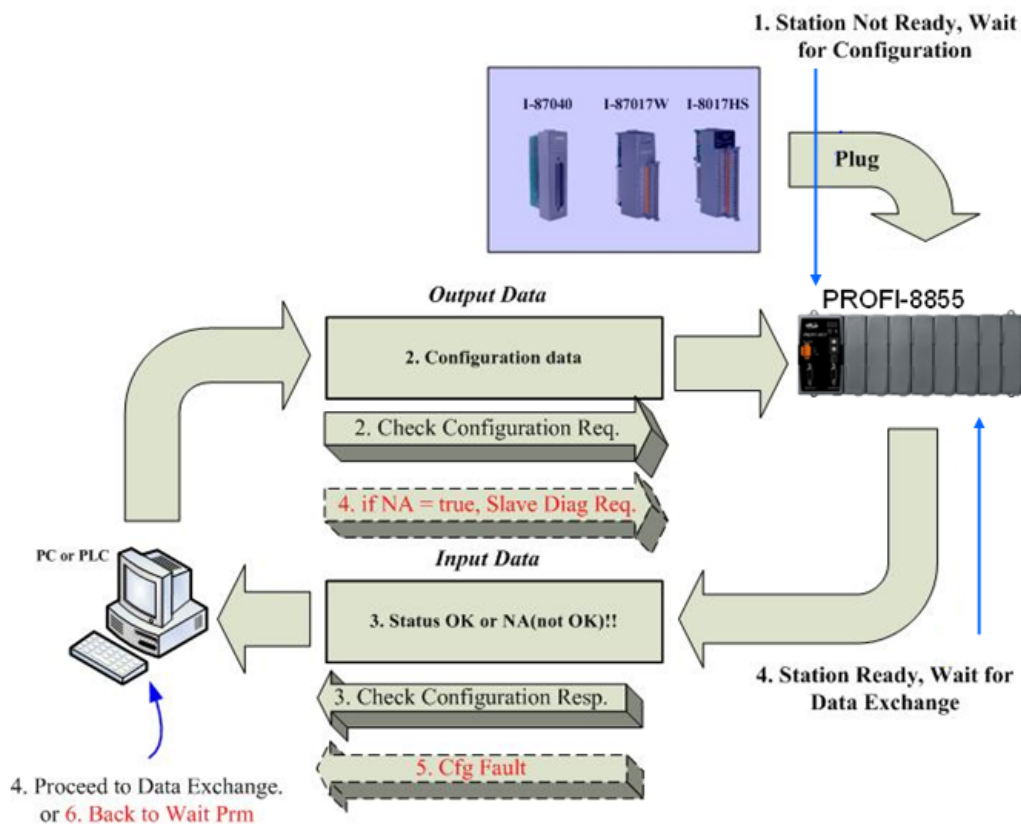 1. Station Not Ready, Wait
for Configuration
I-87040
I-87017W
I-8017HS
Plug
PROFI-8855
Output Data
2. Configuration data
2. Check Configuration Req.
4. if NA = true, Slave Diag Req.
PC or PLC
Input Data
3. Status OK or NA(not OK)!!
3. Check Configuration Resp.
5. Cfg Fault
4. Station Ready, Wait for
Data Exchange
4. Proceed to Data Exchange.
or 6. Back to Wait Prm